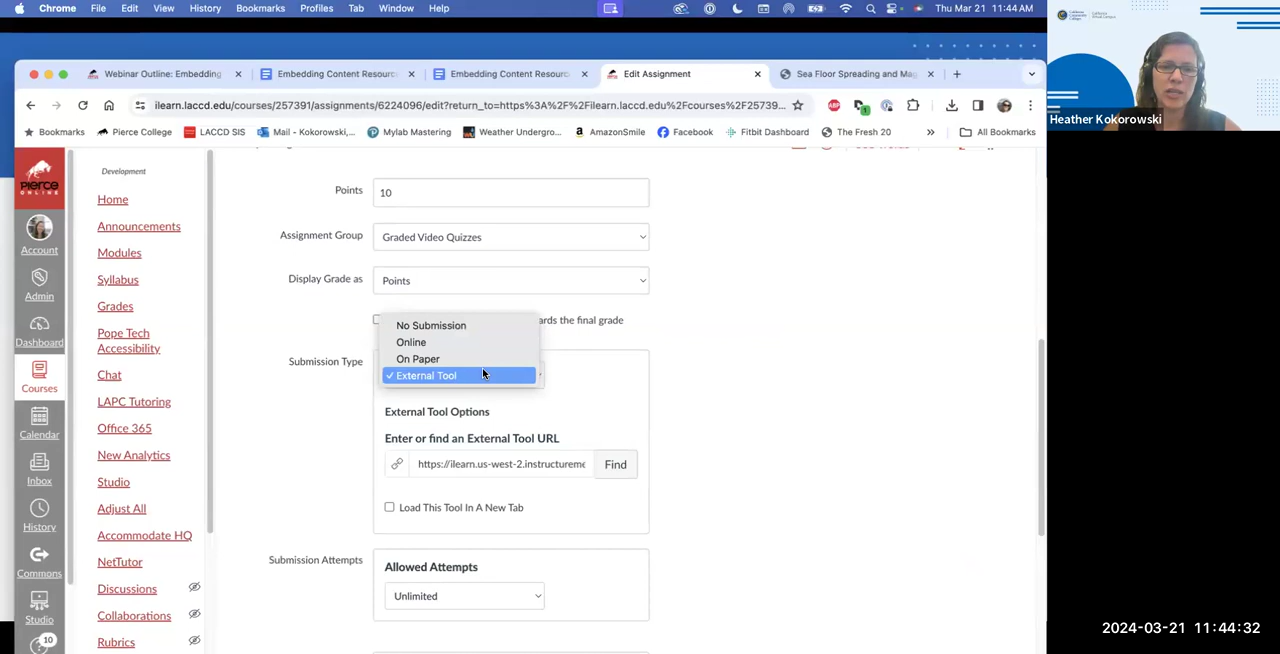 Chrome File Edit View History Bookmarks Profiles Tab Window Help Thu Mar 21 11:44 AM
Webinar Outline: Embedding
Embedding Content Resourc
Embedding Content Resourc
Edit Assignment
Sea Floor Spreading and Mag
ilearn.laccd.edu/courses/257391/assignments/6224096/edit?return_to=https%3A%2F%2Filearn.laccd.edu%2Fcourses%2F25739...
Bookmarks Pierce College LACCD SIS Mail - Kokorowski,... Mylab Mastering Weather Undergro... AmazonSmile Facebook Fitbit Dashboard The Fresh 20 » All Bookmarks
Heather Kokorowski
PIERCE
ONLINE
Account
Admin
Dashboard
Courses
Calendar
Inbox
History
Commons
Studio
10
Development
Home
Announcements
Modules
Syllabus
Grades
Pope Tech
Accessibility
Chat
LAPC Tutoring
Office 365
New Analytics
Studio
Adjust All
Accommodate HQ
NetTutor
Discussions
Collaborations
Rubrics
Points 10
Assignment Group Graded Video Quizzes
Display Grade as Points
ards the final grade
Submission Type
No Submission
Online
On Paper
✓ External Tool
External Tool Options
Enter or find an External Tool URL
https://ilearn.us-west-2.instructureme Find
Load This Tool In A New Tab
Submission Attempts
Allowed Attempts
Unlimited
2024-03-21 11:44:32